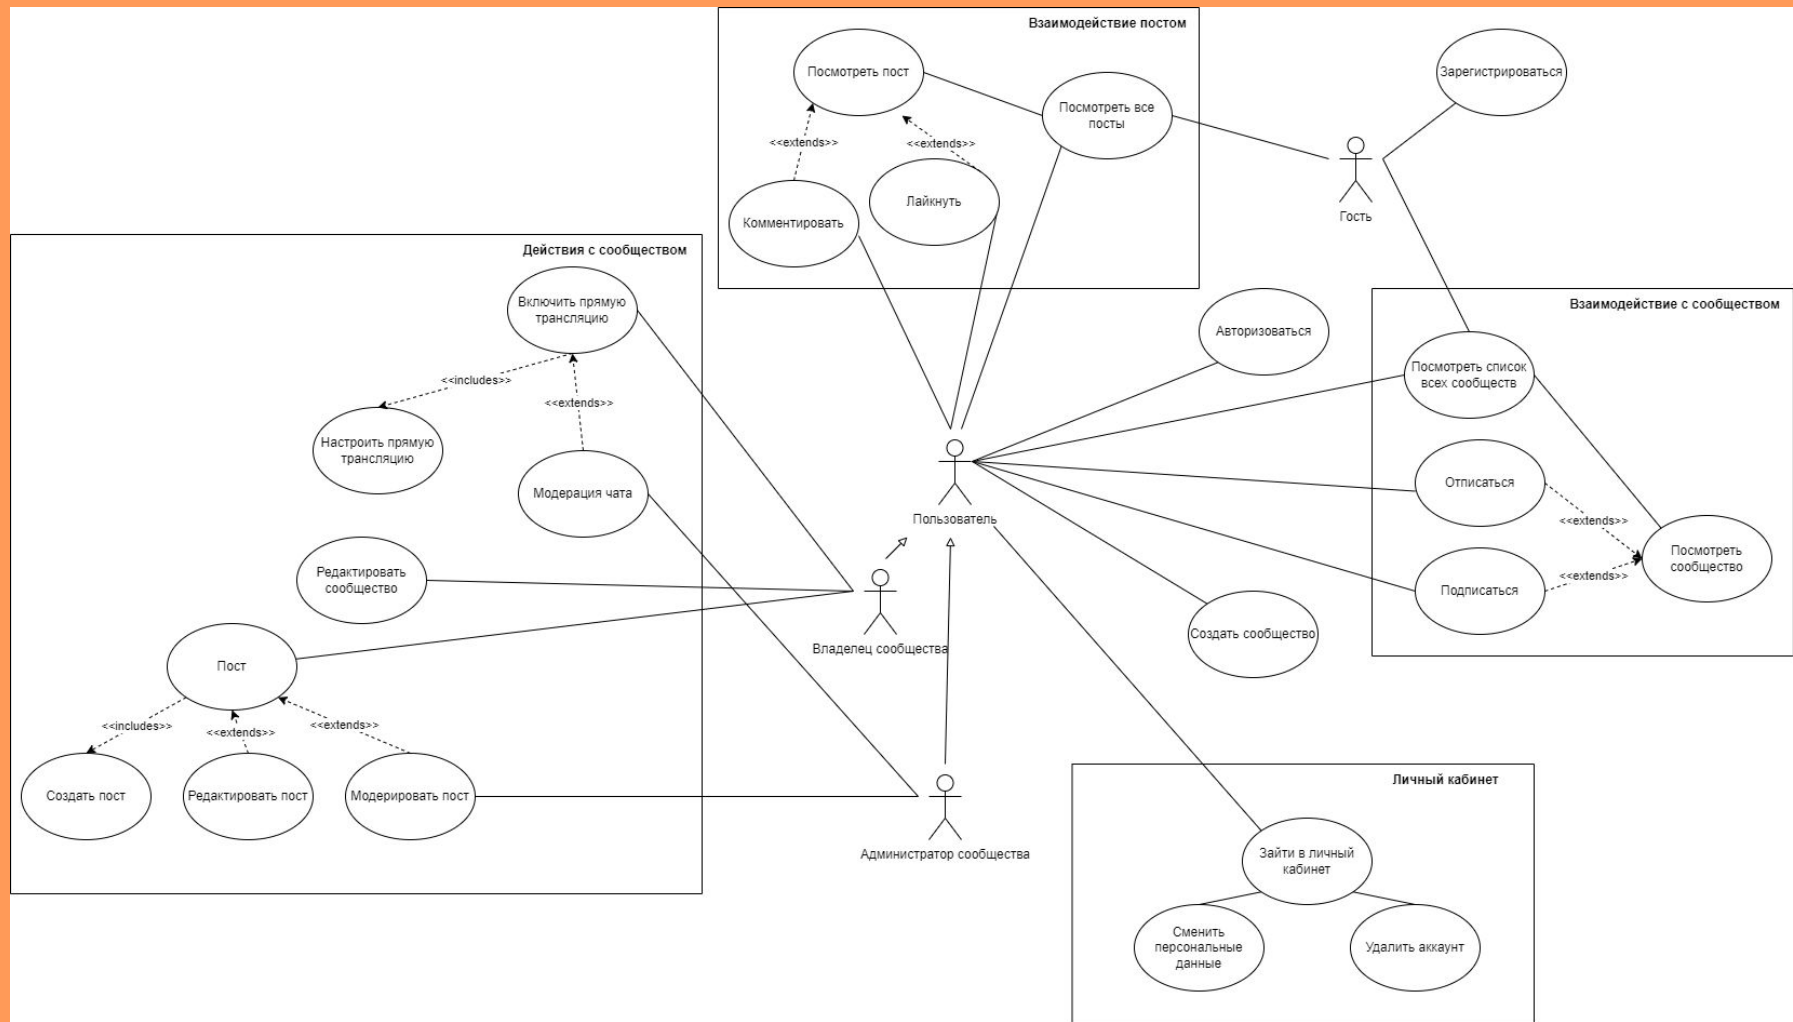 Взаимодействие постом
Посмотреть пост
Посмотреть все
посты
<<extends>>
<<extends>>
Комментировать
Лайкнуть
Зарегистрироваться
Гость
Действия с сообществом
Включить прямую
трансляцию
<<includes>>
<<extends>>
Настроить прямую
трансляцию
Модерация чата
Редактировать
сообщество
Пост
<<includes>>
<<extends>>
<<extends>>
Создать пост
Редактировать пост
Модерировать пост
Авторизоваться
Пользователь
Владелец сообщества
Администратор сообщества
Создать сообщество
Взаимодействие с сообществом
Посмотреть список
всех сообществ
Отписаться
<<extends>>
Посмотреть
сообщество
<<extends>>
Подписаться
Личный кабинет
Зайти в личный
кабинет
Сменить
персональные
данные
Удалить аккаунт